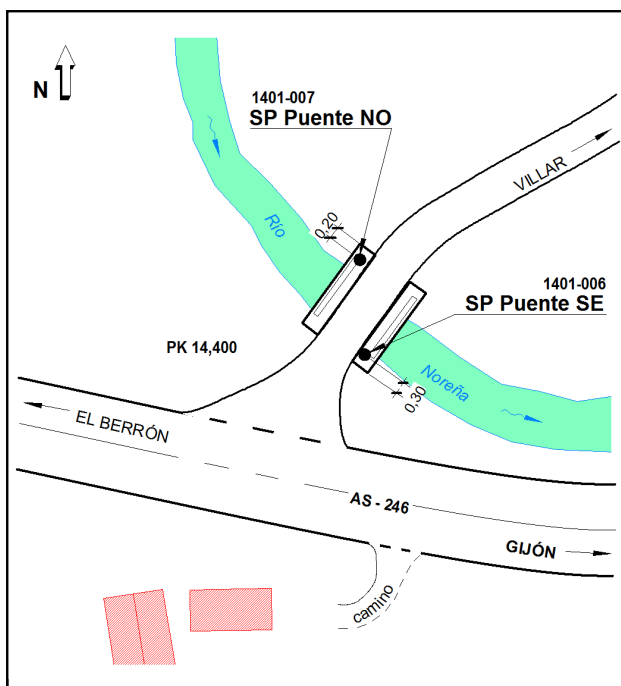 N
1401-007
SP Puente NO
VILLAR
Río
0,20
1401-006
SP Puente SE
PK 14,400
Noreña
0,30
EL BERRÓN
AS - 246
GIJÓN
camino